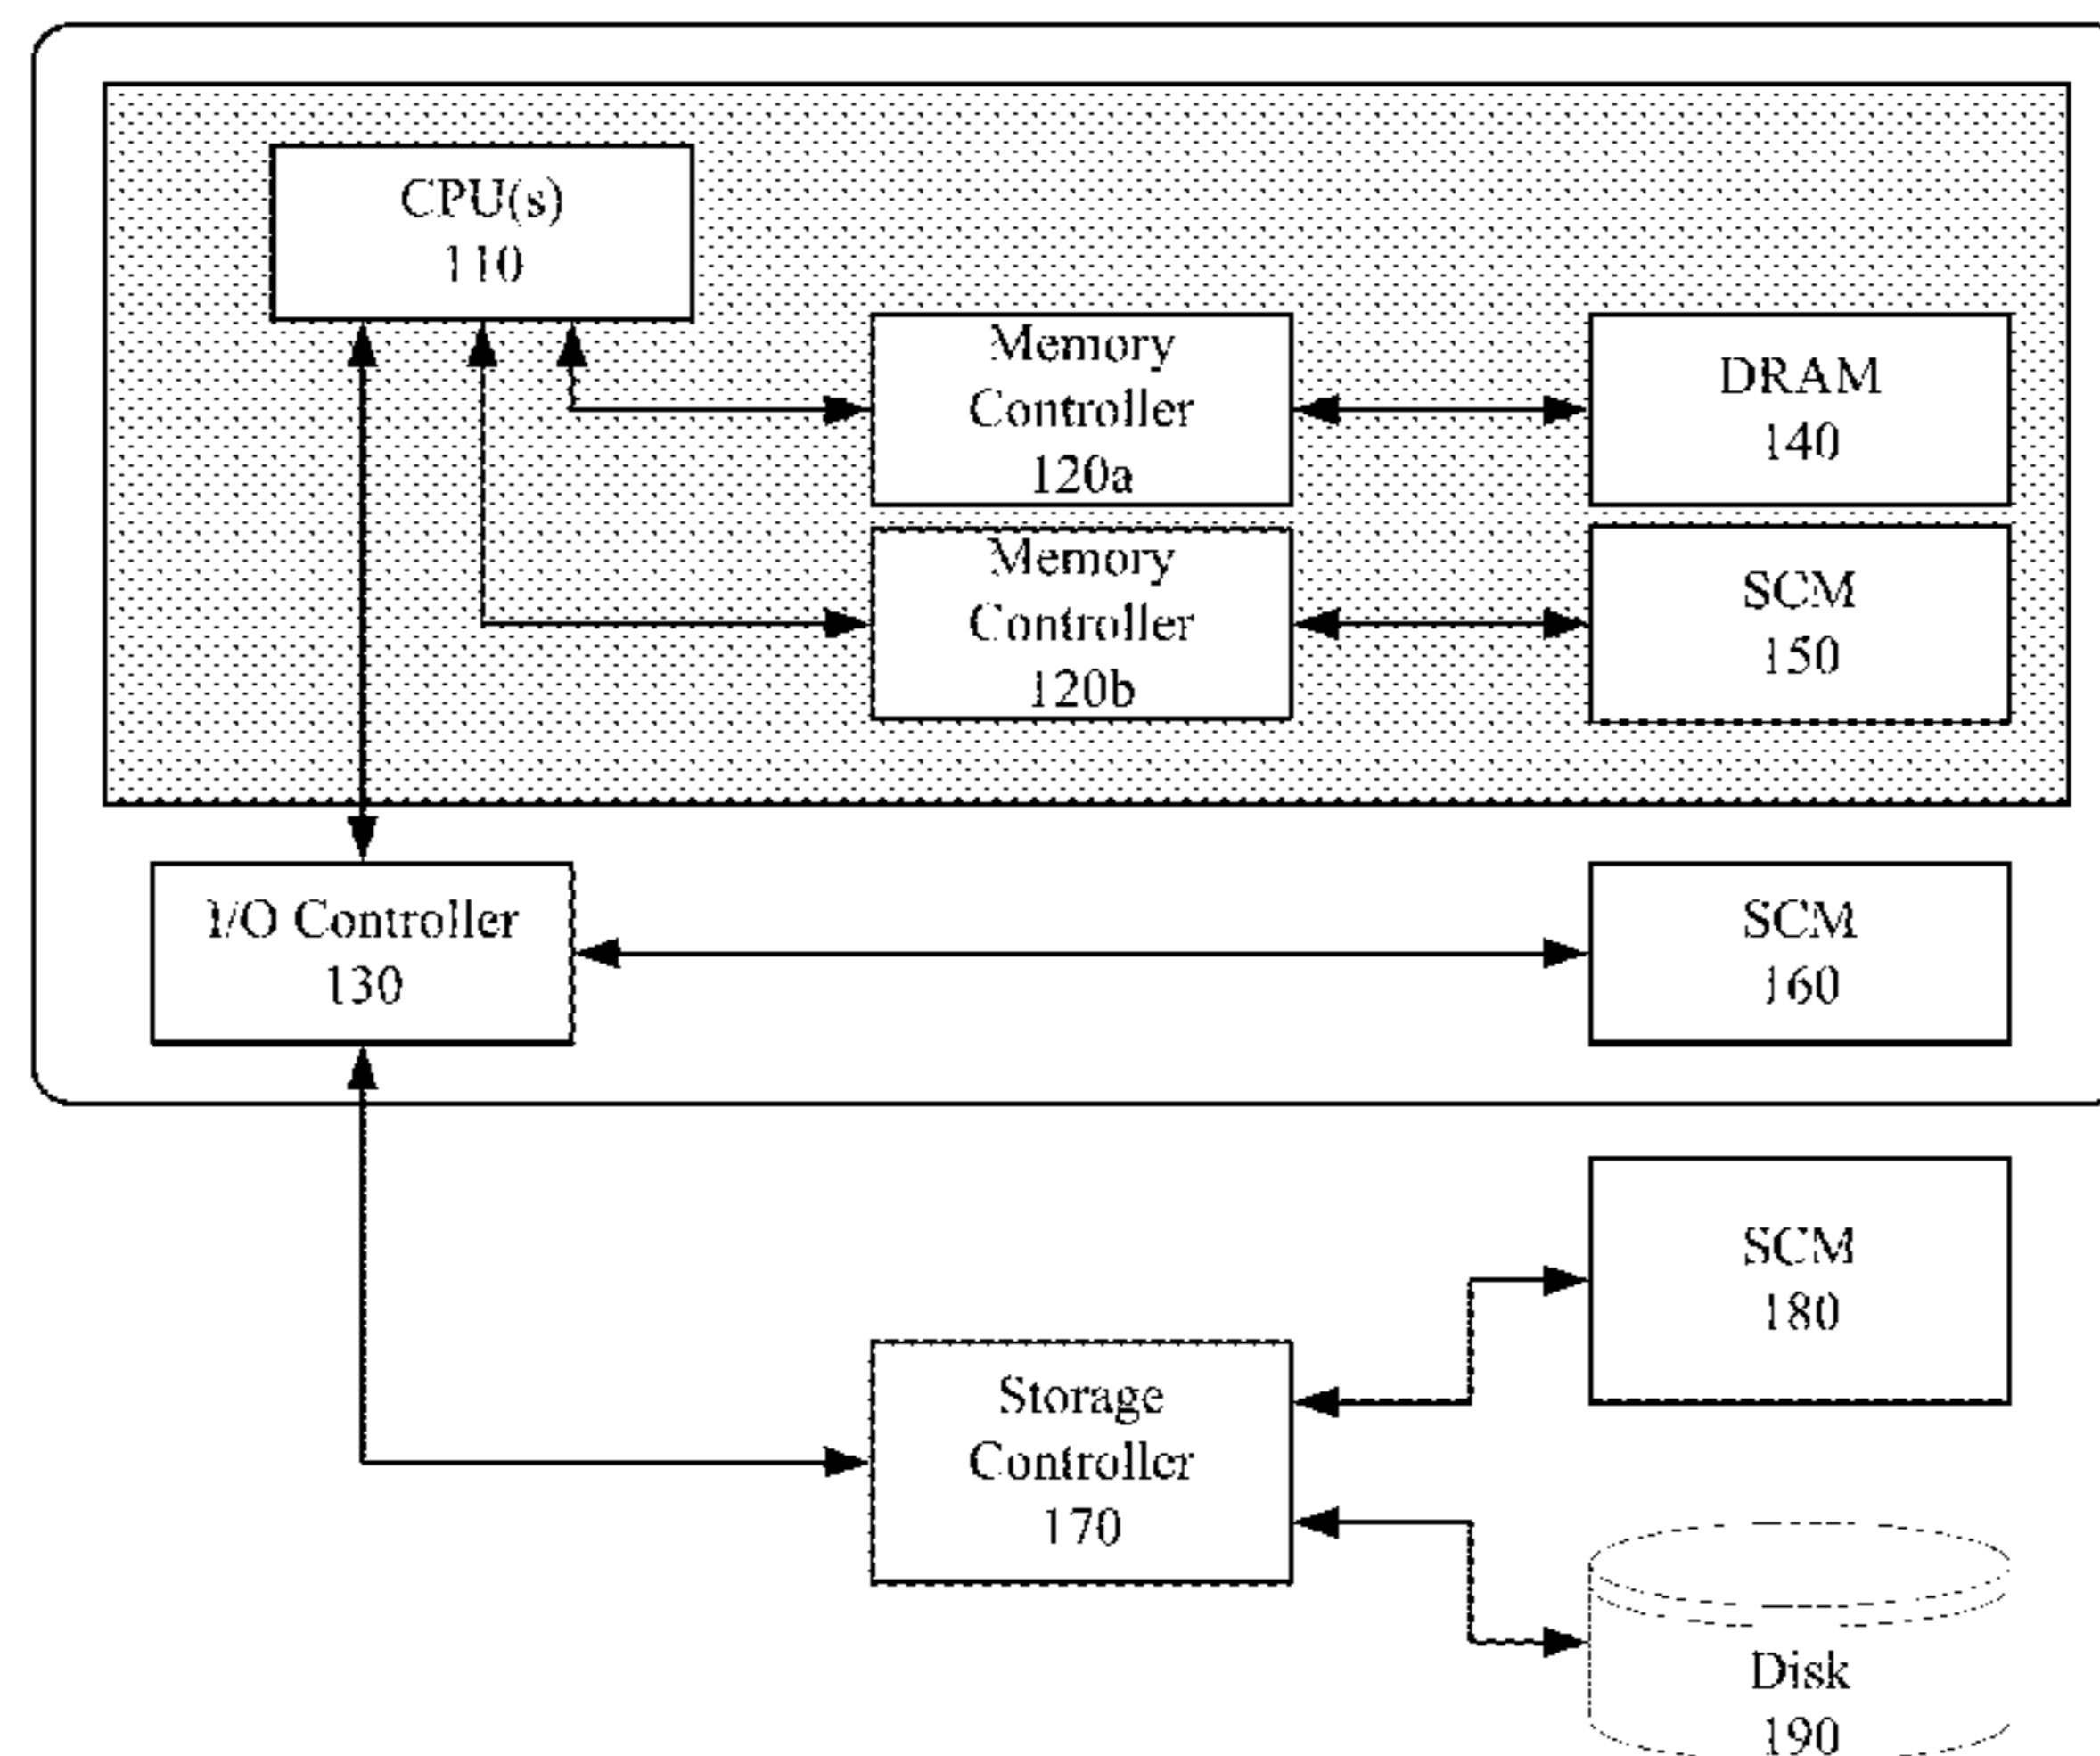 CPU(s)
110
Memory
Controller
120a
DRAM
140
Memory
Controller
120b
SCM
150
I/O Controller
130
SCM
160
SCM
180
Storage
Controller
170
Disk
190